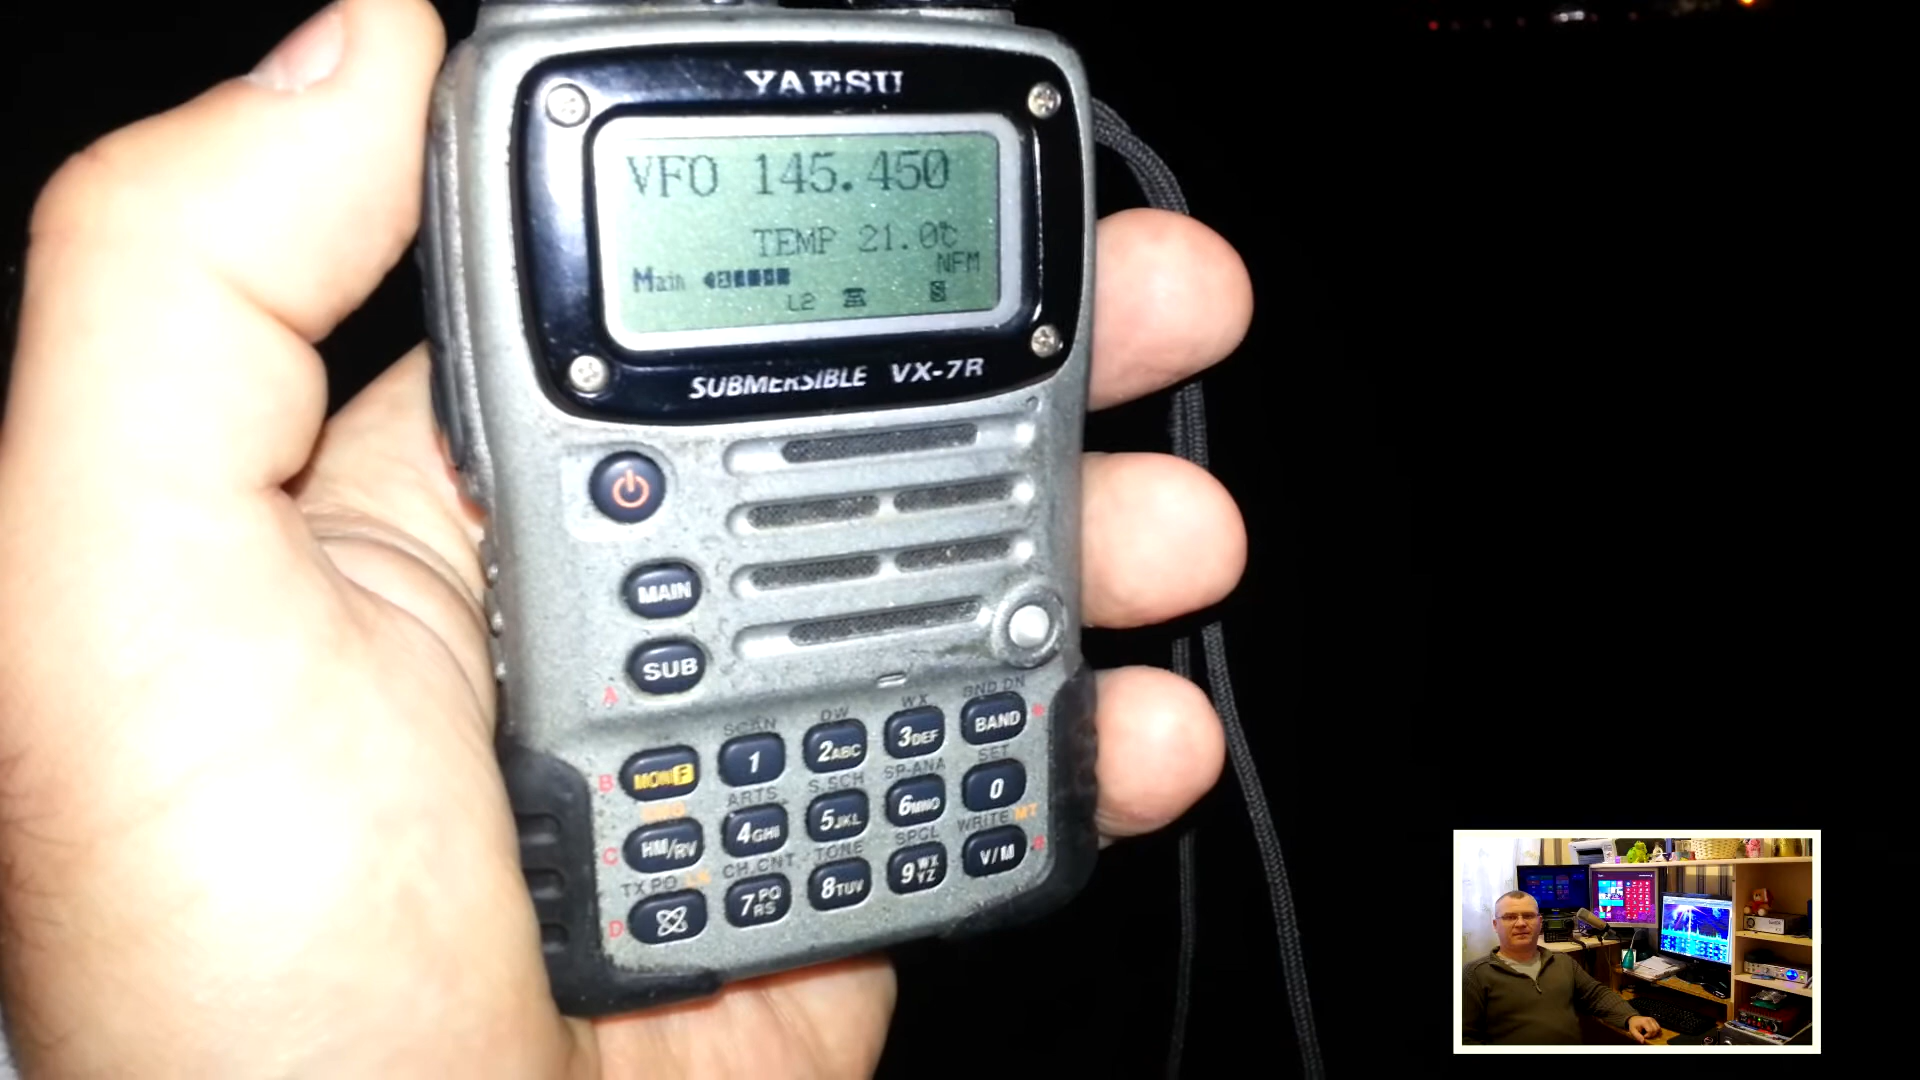 YAESU
VFO 145.450
TEMP 21.0℃
Main
NFM
L2
SUBMERSIBLE VX-7R
MAIN
SUB
A
SCAN DW WX BND DN
B MON F 1 2ABC 3DEF BAND
ARTS S.SCH SP-ANA SET
C HM/RV 4GHI 5JKL 6MNO 0
CH.CNT TONE SPCL WRITE MT
TX PO
D 7PQRS 8TUV 9WXYZ V/M